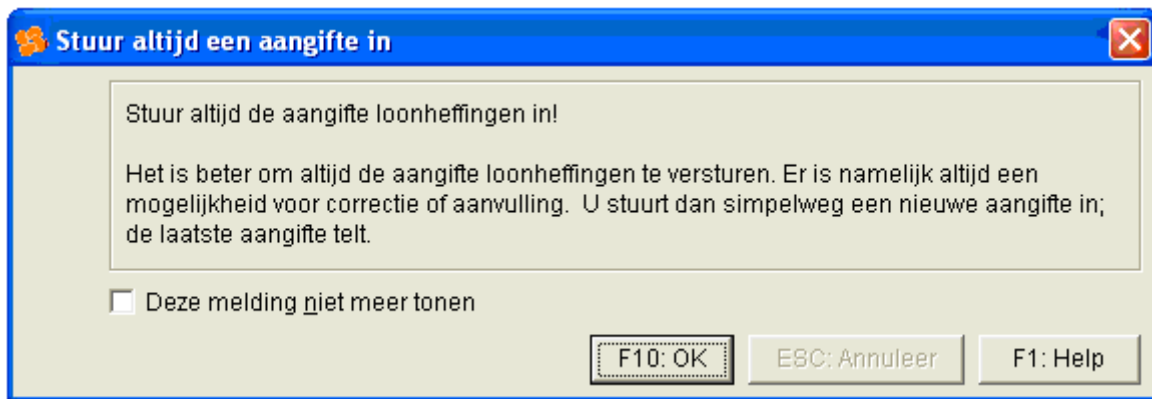 Stuur altijd een aangifte in
Stuur altijd de aangifte loonheffingen in!
Het is beter om altijd de aangifte loonheffingen te versturen. Er is namelijk altijd een
mogelijkheid voor correctie of aanvulling.  U stuurt dan simpelweg een nieuwe aangifte in;
de laatste aangifte telt.
Deze melding niet meer tonen
F10: OK ESC: Annuleer F1: Help